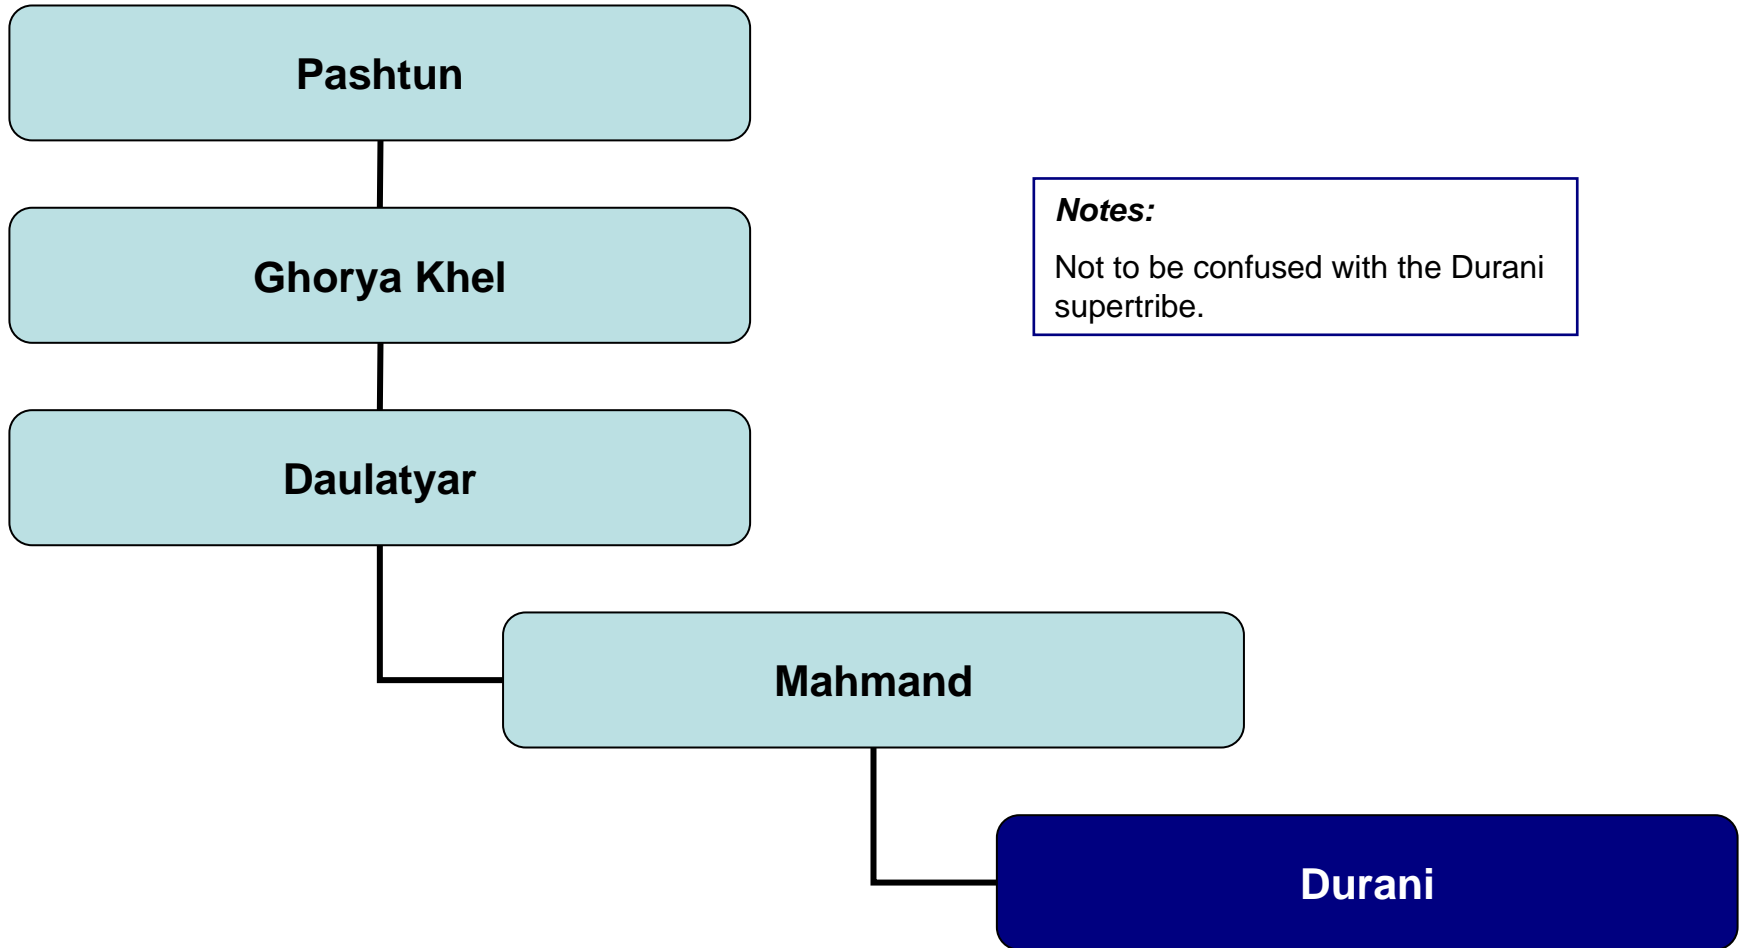 Pashtun
Ghorya Khel
Daulatyar
Mahmand
Durani
Notes:
Not to be confused with the Durani
supertribe.